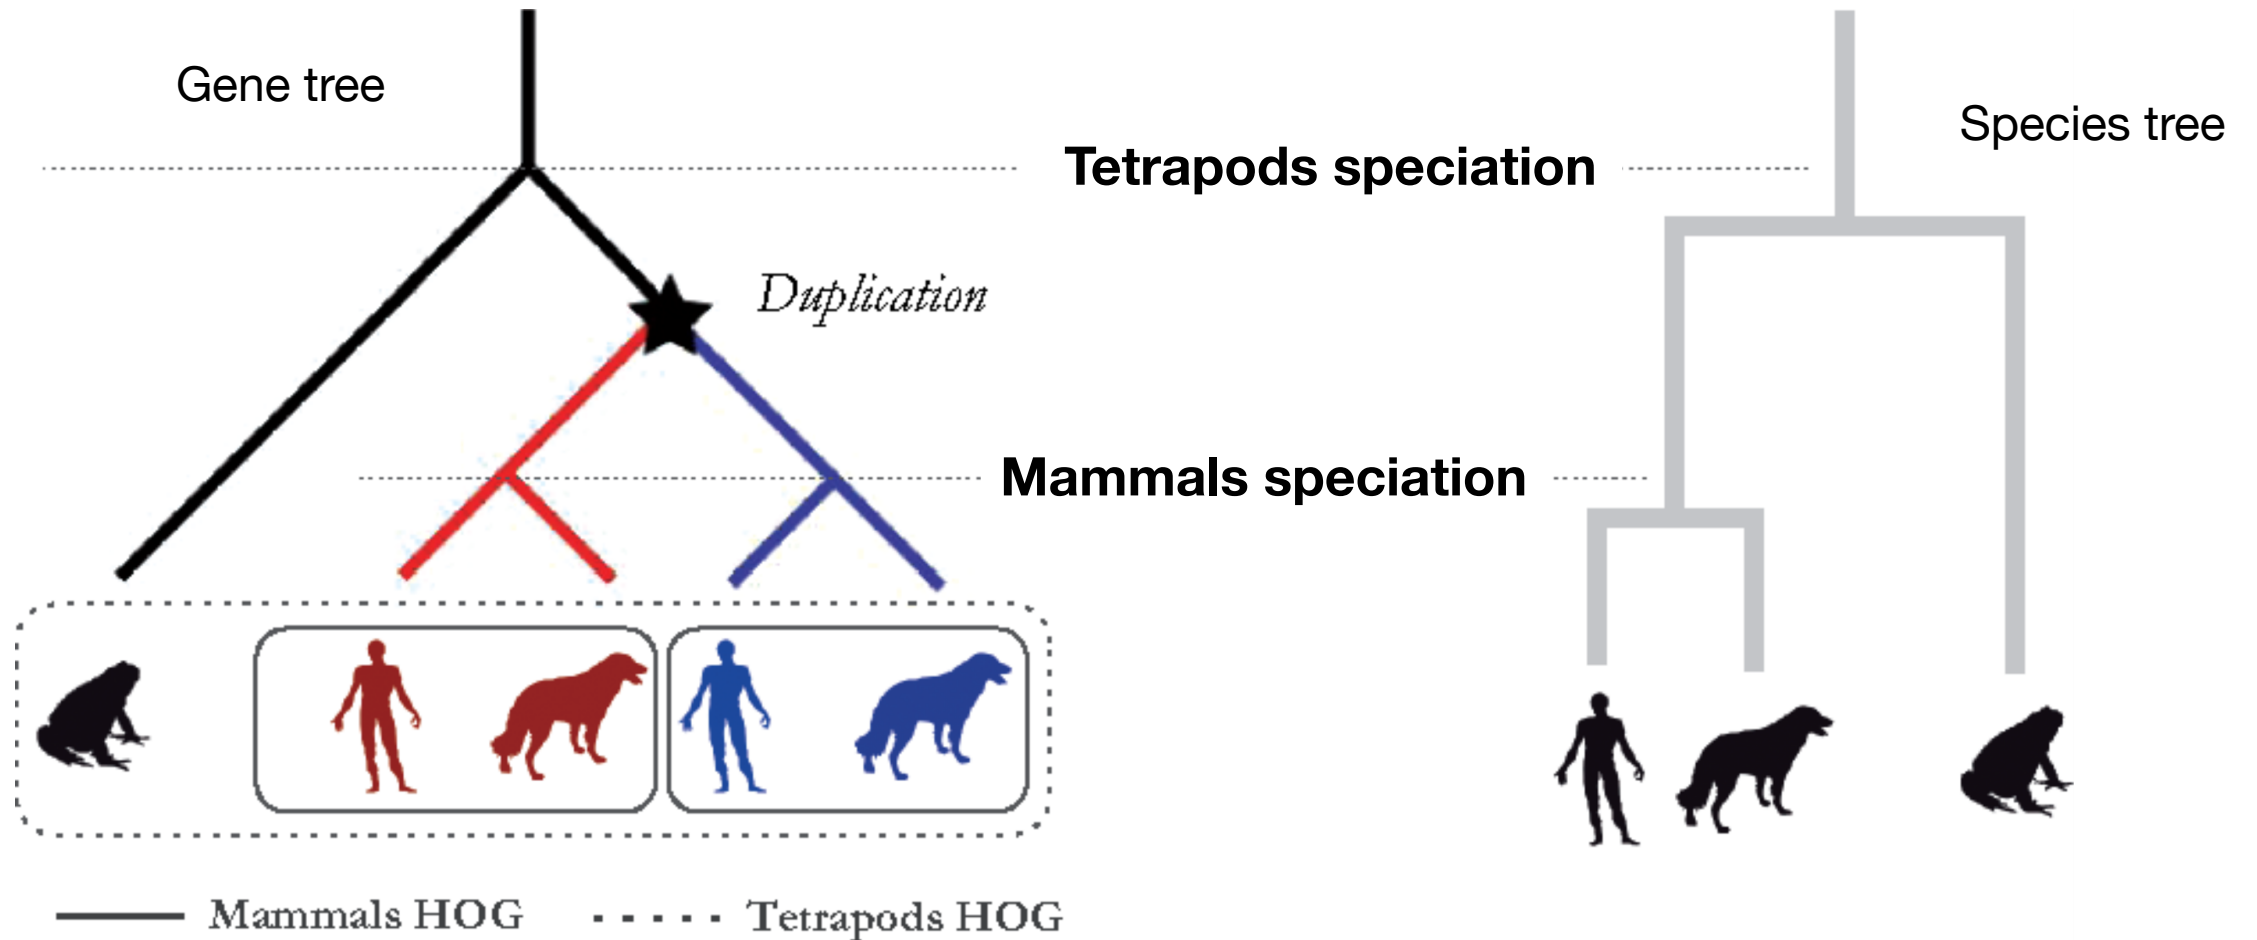 Gene tree
Species tree
Tetrapods speciation
Duplication
Mammals speciation
Mammals HOG
Tetrapods HOG